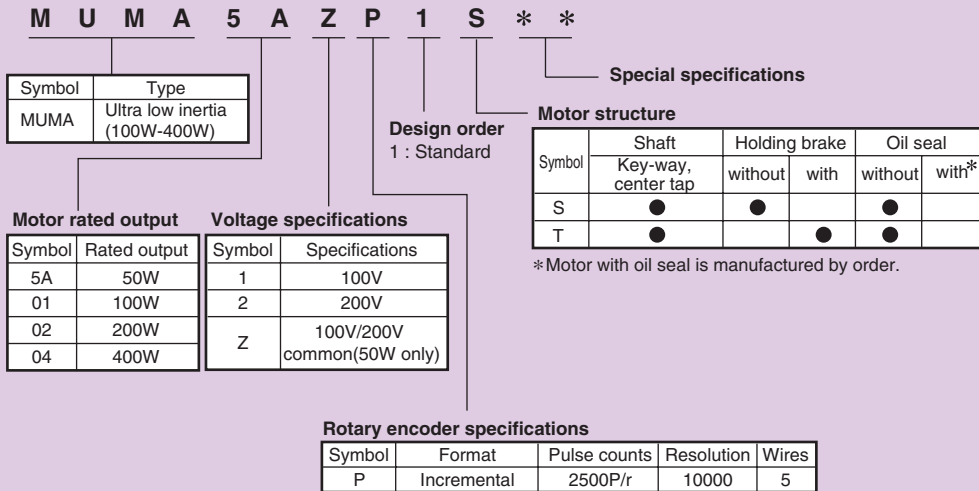 M U M A 5 A Z P 1 S * *
Special specifications
Symbol Type
MUMA Ultra low inertia (100W-400W)
Design order
1 : Standard
Motor structure
Symbol Shaft Holding brake Oil seal
Key-way, center tap without with without with*
S ● ● ●
T ● ● ●
*Motor with oil seal is manufactured by order.
Motor rated output
Symbol Rated output
5A 50W
01 100W
02 200W
04 400W
Voltage specifications
Symbol Specifications
1 100V
2 200V
Z 100V/200V common(50W only)
Rotary encoder specifications
Symbol Format Pulse counts Resolution Wires
P Incremental 2500P/r 10000 5